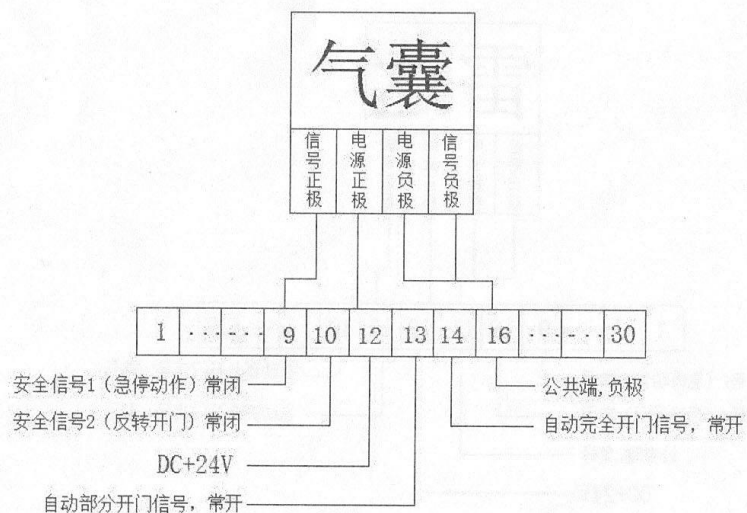 气囊
信号正极
电源正极
电源负极
信号负极
1 ...-... 9 10 12 13 14 16 ...-... 30
安全信号1（急停动作）常闭
公共端,负极
安全信号2（反转开门）常闭
自动完全开门信号，常开
DC+24V
自动部分开门信号，常开